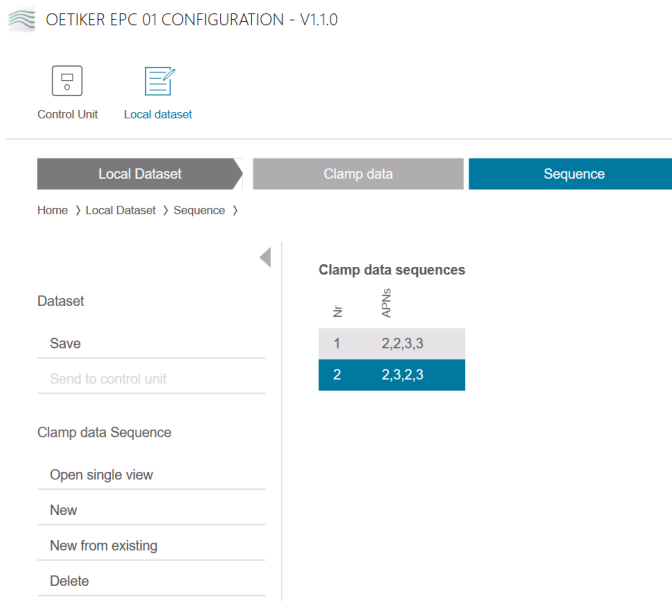 OETIKER EPC 01 CONFIGURATION - V1.1.0
Control Unit Local dataset
Local Dataset Clamp data Sequence
Home > Local Dataset > Sequence >
Clamp data sequences
Dataset
Nr APNs
Save
1 2,2,3,3
Send to control unit
2 2,3,2,3
Clamp data Sequence
Open single view
New
New from existing
Delete